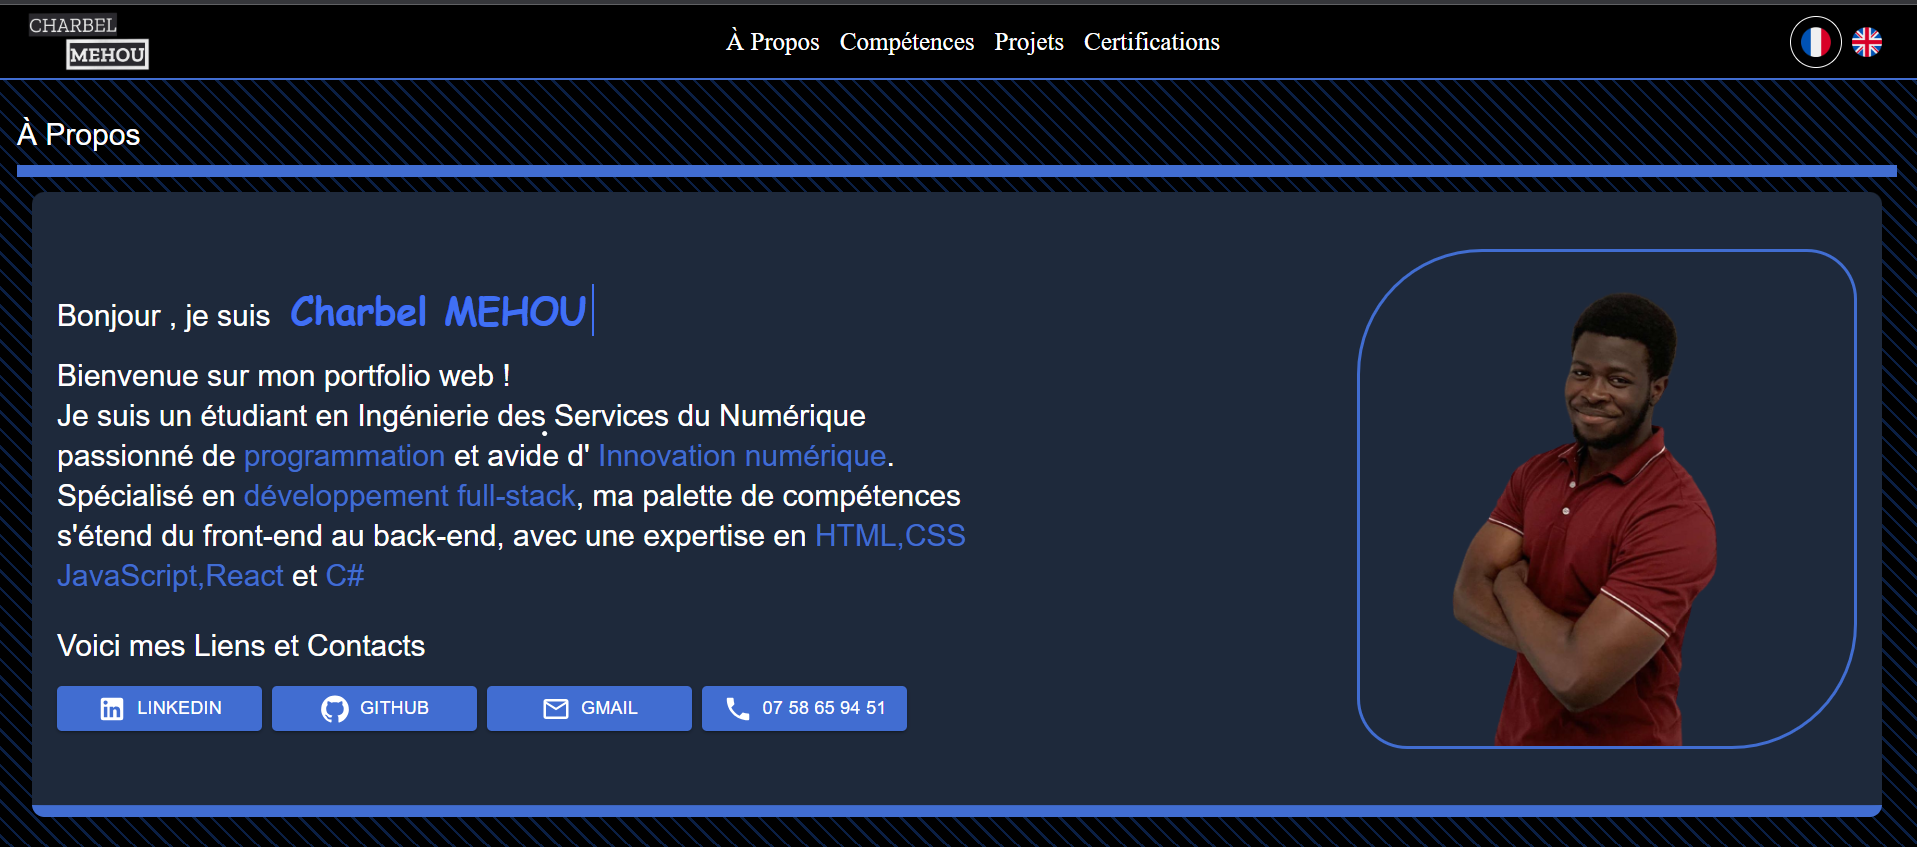 CHARBEL
MEHOU
À Propos Compétences Projets Certifications
À Propos
Bonjour , je suis Charbel MEHOU
Bienvenue sur mon portfolio web !
Je suis un étudiant en Ingénierie des Services du Numérique
passionné de programmation et avide d' Innovation numérique.
Spécialisé en développement full-stack, ma palette de compétences
s'étend du front-end au back-end, avec une expertise en HTML,CSS
JavaScript,React et C#
Voici mes Liens et Contacts
LINKEDIN GITHUB GMAIL 07 58 65 94 51